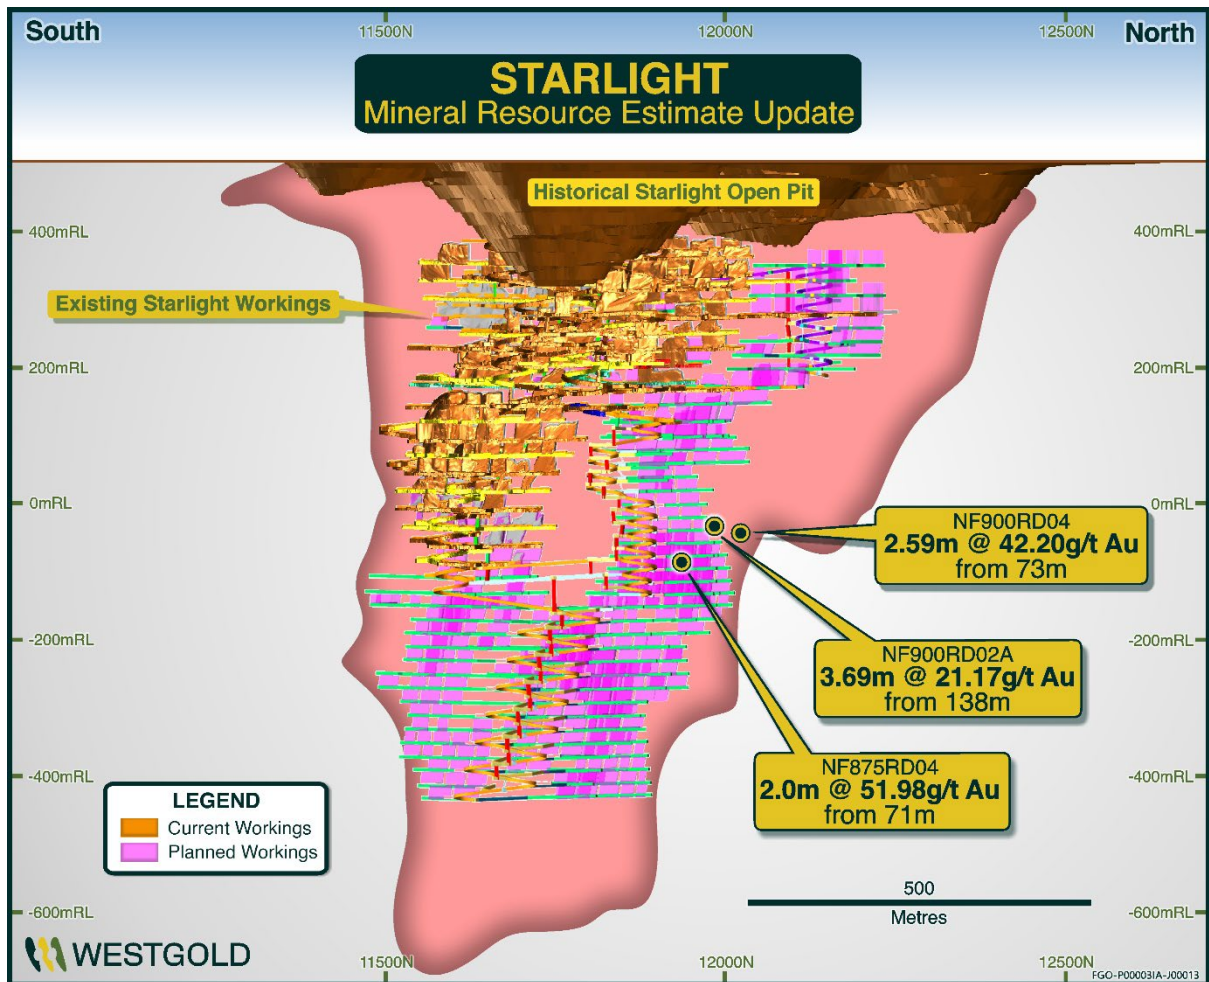 South
11500N
12000N
12500N
North
STARLIGHT
Mineral Resource Estimate Update
Historical Starlight Open Pit
400mRL
400mRL
Existing Starlight Workings
200mRL
200mRL
0mRL
0mRL
NF900RD04
2.59m @ 42.20g/t Au
from 73m
-200mRL
-200mRL
NF900RD02A
3.69m @ 21.17g/t Au
from 138m
NF875RD04
2.0m @ 51.98g/t Au
from 71m
-400mRL
-400mRL
LEGEND
Current Workings
Planned Workings
500
Metres
-600mRL
-600mRL
WESTGOLD
11500N
12000N
12500N
FGO-P00003IA-J00013